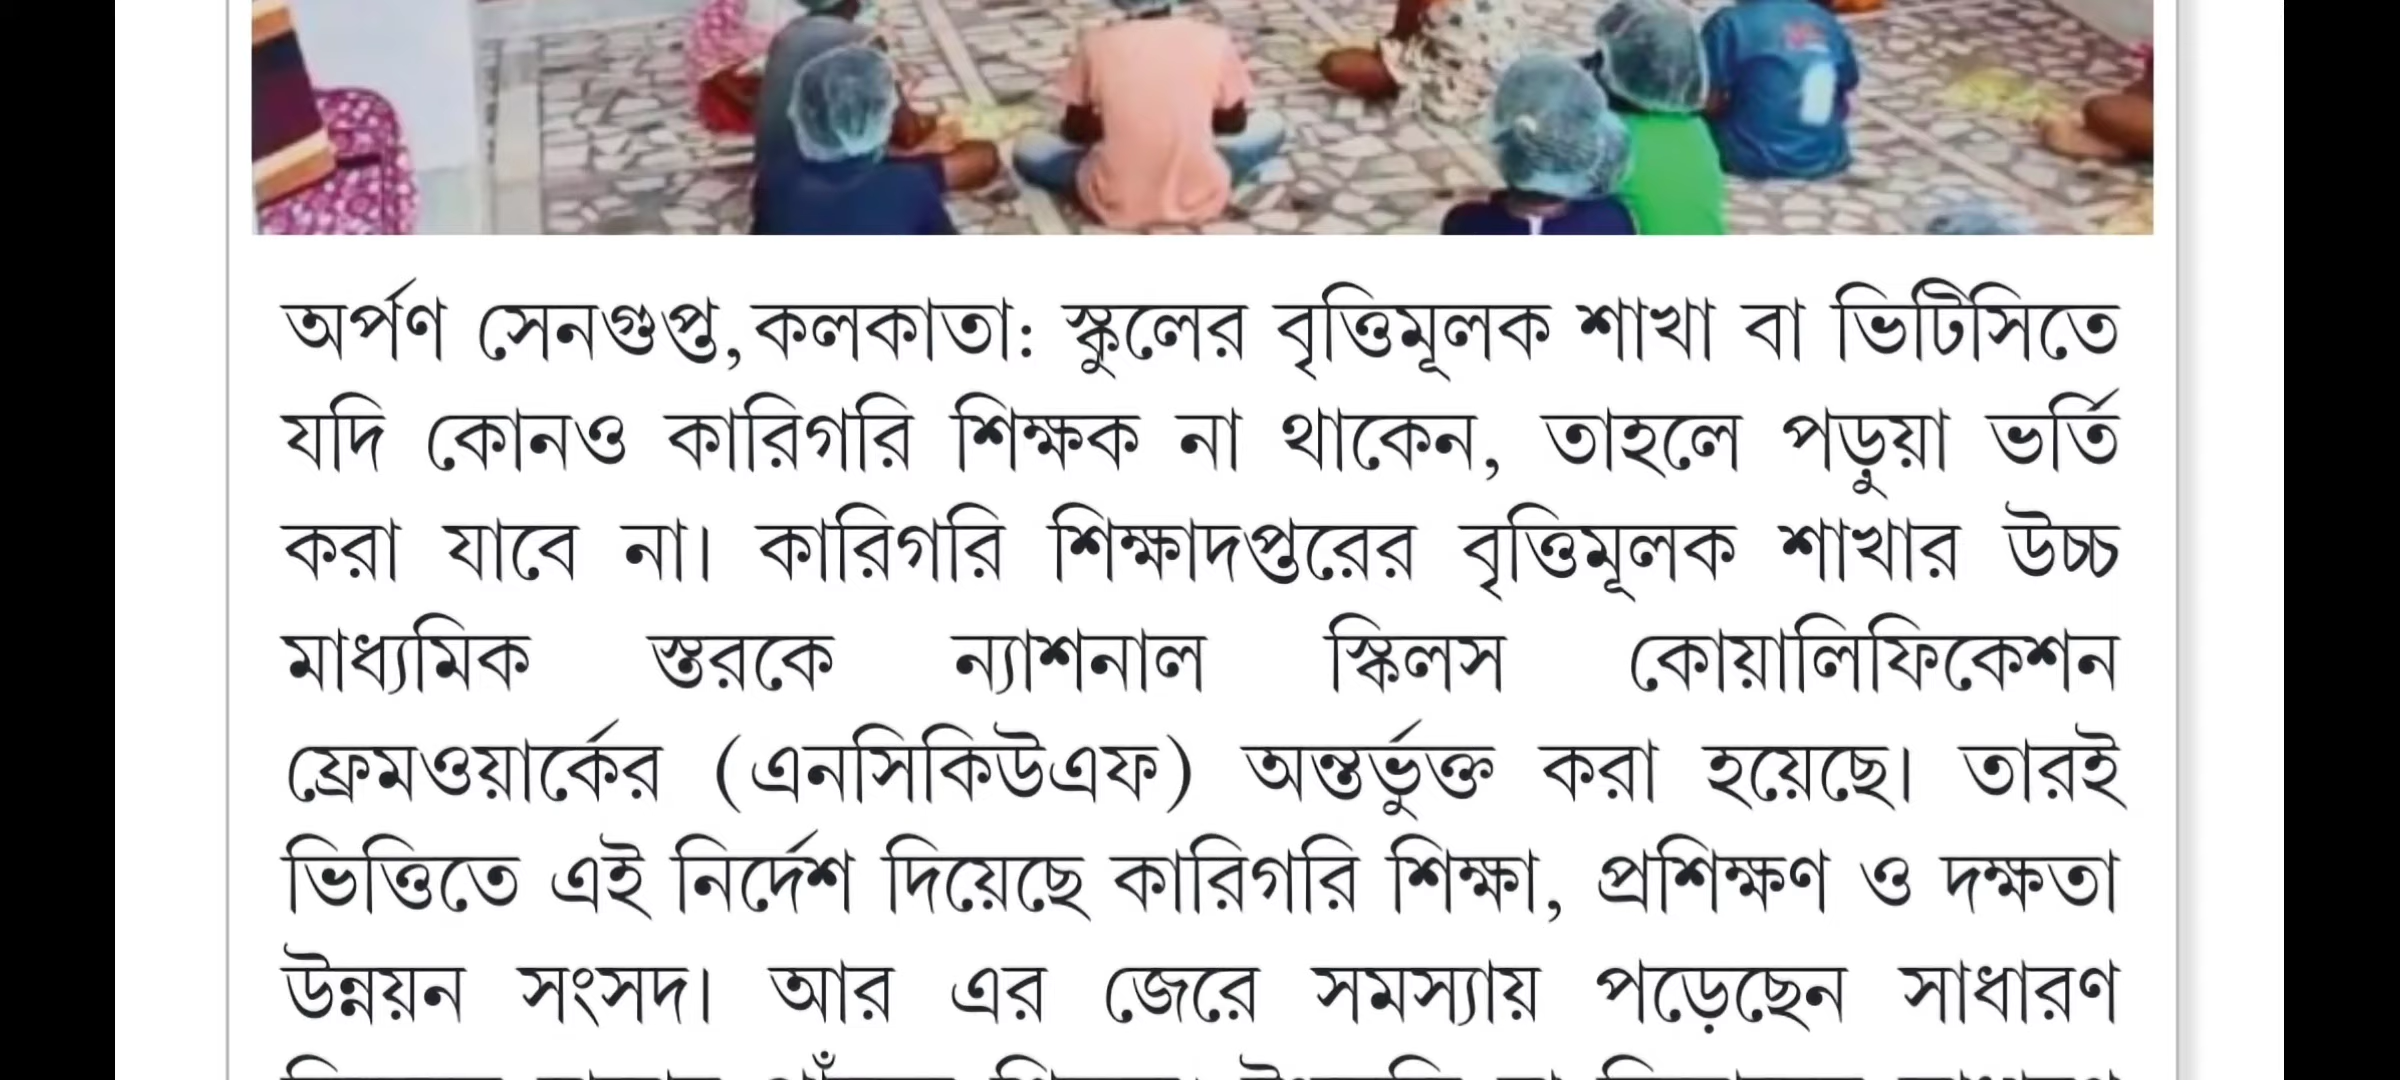 অর্পণ সেনগুপ্ত, কলকাতা: স্কুলের বৃত্তিমূলক শাখা বা ভিটিসিতে
যদি কোনও কারিগরি শিক্ষক না থাকেন, তাহলে পড়ুয়া ভর্তি
করা যাবে না। কারিগরি শিক্ষাদপ্তরের বৃত্তিমূলক শাখার উচ্চ
মাধ্যমিক স্তরকে ন্যাশনাল স্কিলস কোয়ালিফিকেশন
ফ্রেমওয়ার্কের (এনসিকিউএফ) অন্তর্ভুক্ত করা হয়েছে। তারই
ভিত্তিতে এই নির্দেশ দিয়েছে কারিগরি শিক্ষা, প্রশিক্ষণ ও দক্ষতা
উন্নয়ন সংসদ। আর এর জেরে সমস্যায় পড়েছেন সাধারণ